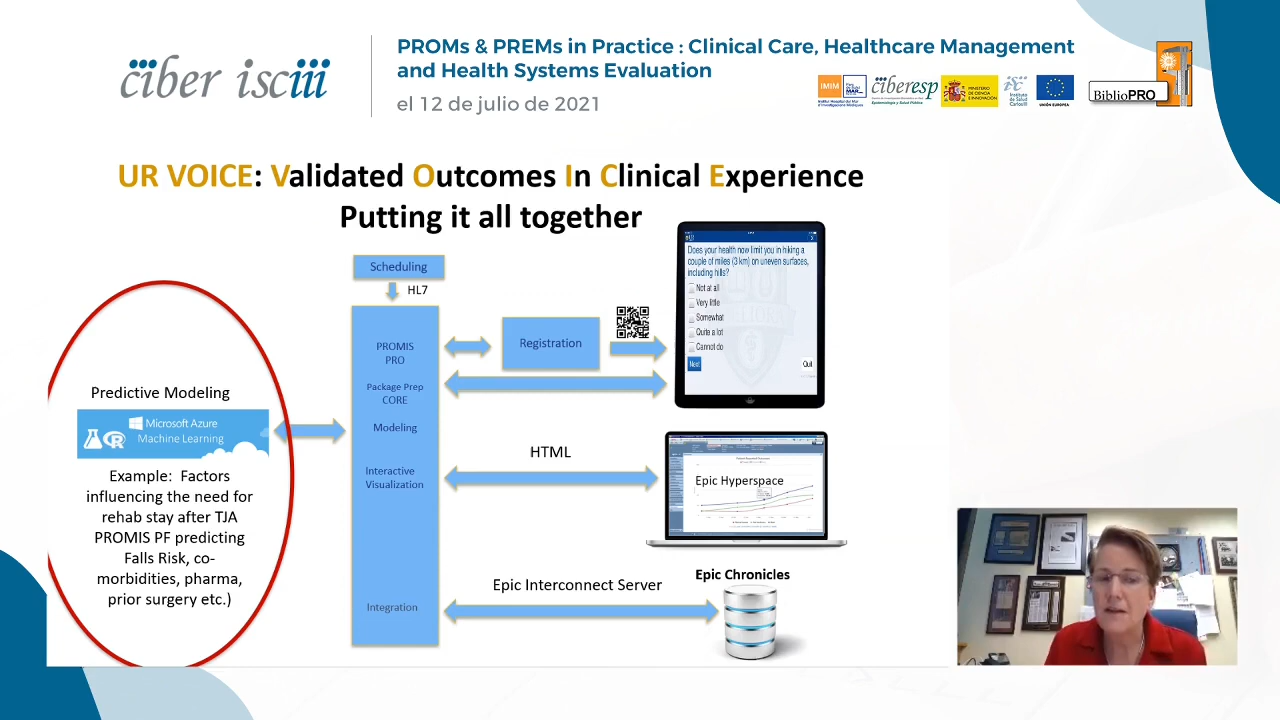 ciber isciii
PROMs & PREMs in Practice : Clinical Care, Healthcare Management
and Health Systems Evaluation
el 12 de julio de 2021
IMIM
ciberesp
MINISTERIO
DE CIENCIA
E INNOVACIÓN
Instituto
de Salud
Carlos III
UNIÓN EUROPEA
BiblioPRO
UR VOICE: Validated Outcomes In Clinical Experience
Putting it all together
Scheduling
HL7
PROMIS
PRO
Package Prep
CORE
Modeling
Interactive
Visualization
Integration
Registration
Does your health now limit you in hiking a
couple of miles (3 km) on uneven surfaces,
including hills?
Not at all
Very little
Somewhat
Quite a lot
Cannot do
Next
Quit
Predictive Modeling
R
Microsoft Azure
Machine Learning
Example: Factors
influencing the need for
rehab stay after TJA
PROMIS PF predicting
Falls Risk, co-
morbidities, pharma,
prior surgery etc.)
HTML
Epic Hyperspace
Epic Interconnect Server
Epic Chronicles